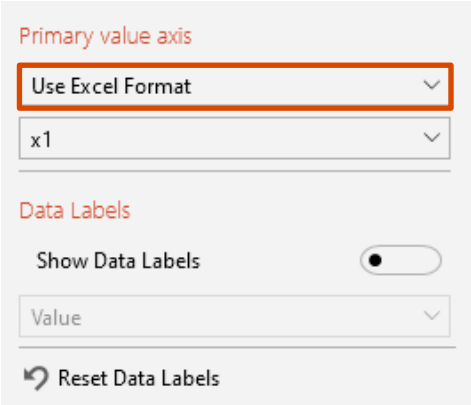 Primary value axis
Use Excel Format
x1
Data Labels
Show Data Labels
Value
Reset Data Labels